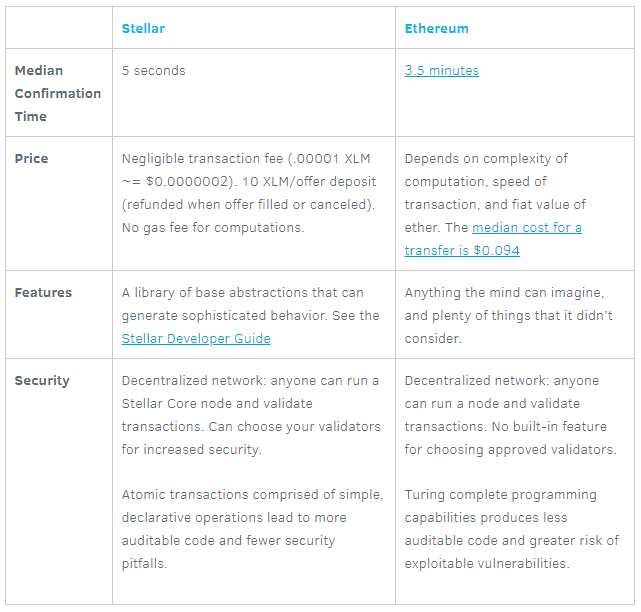 Stellar
Ethereum
Median
Confirmation
Time
5 seconds
3.5 minutes
Price
Negligible transaction fee (.00001 XLM
~= $0.0000002). 10 XLM/offer deposit
(refunded when offer filled or canceled).
No gas fee for computations.
Depends on complexity of
computation, speed of
transaction, and fiat value of
ether. The median cost for a
transfer is $0.094
Features
A library of base abstractions that can
generate sophisticated behavior. See the
Stellar Developer Guide
Anything the mind can imagine,
and plenty of things that it didn't
consider.
Security
Decentralized network: anyone can run a
Stellar Core node and validate
transactions. Can choose your validators
for increased security.
Atomic transactions comprised of simple,
declarative operations lead to more
auditable code and fewer security
pitfalls.
Decentralized network: anyone
can run a node and validate
transactions. No built-in feature
for choosing approved validators.
Turing complete programming
capabilities produces less
auditable code and greater risk of
exploitable vulnerabilities.